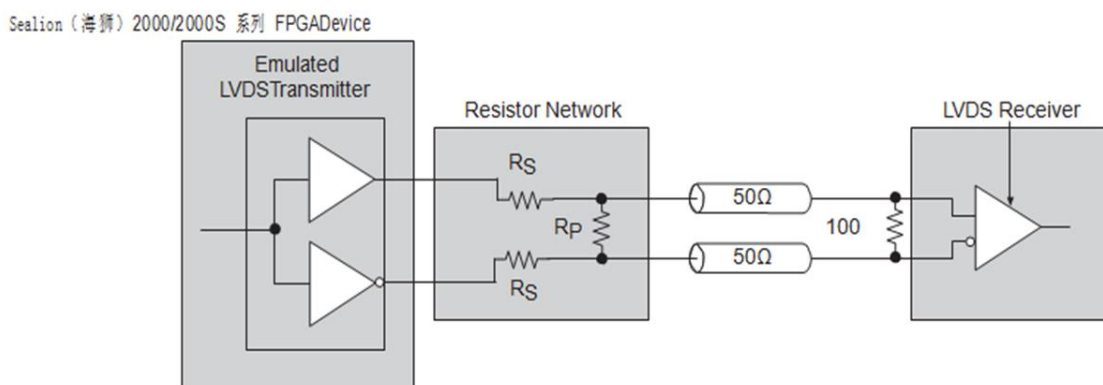 Sealion（海狮）2000/2000S 系列 FPGADevice
Emulated
LVDSTransmitter
Resistor Network
LVDS Receiver
RS
50Ω
RP
100
50Ω
RS